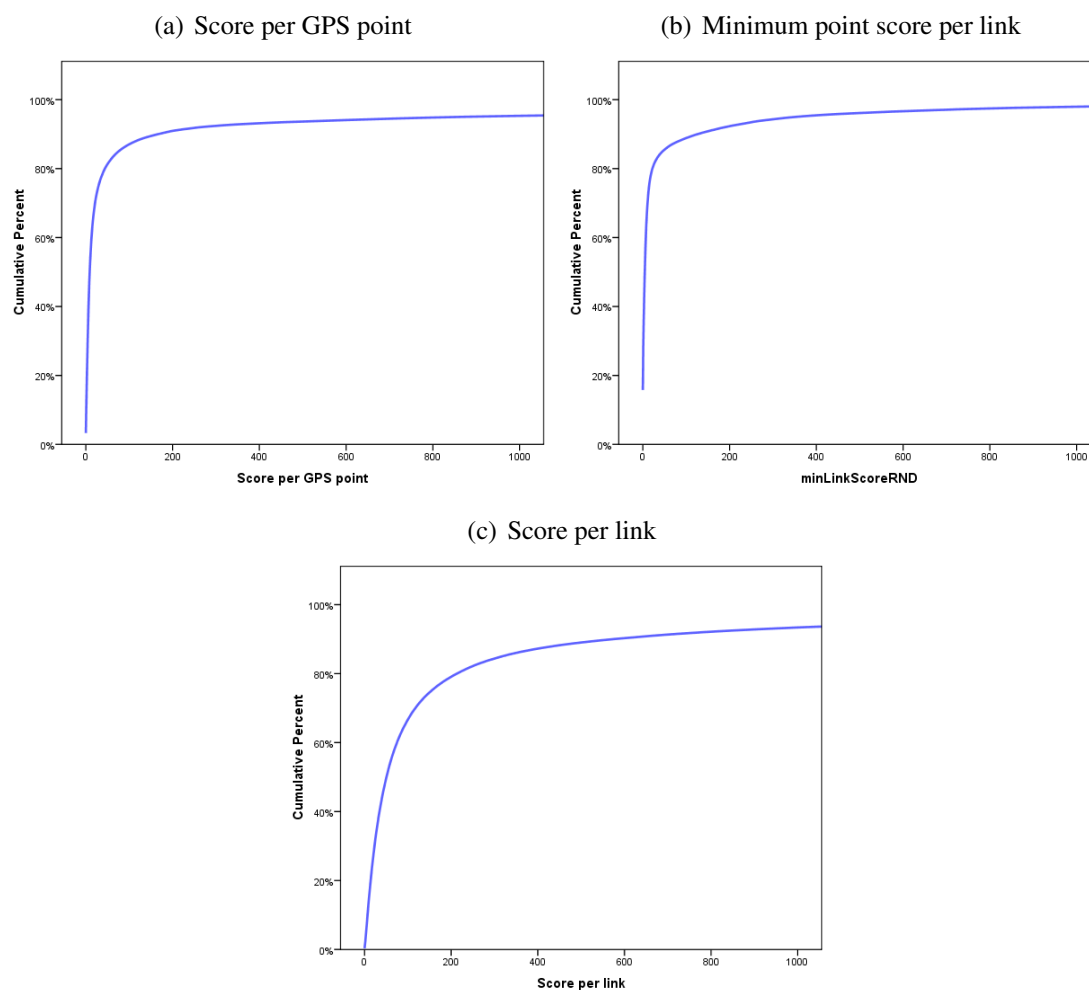 (a) Score per GPS point
(b) Minimum point score per link
100%
80%
60%
40%
20%
0%
Cumulative Percent
0 200 400 600 800 1000
Score per GPS point
100%
80%
60%
40%
20%
0%
Cumulative Percent
0 200 400 600 800 1000
minLinkScoreRND
(c) Score per link
100%
80%
60%
40%
20%
0%
Cumulative Percent
0 200 400 600 800 1000
Score per link